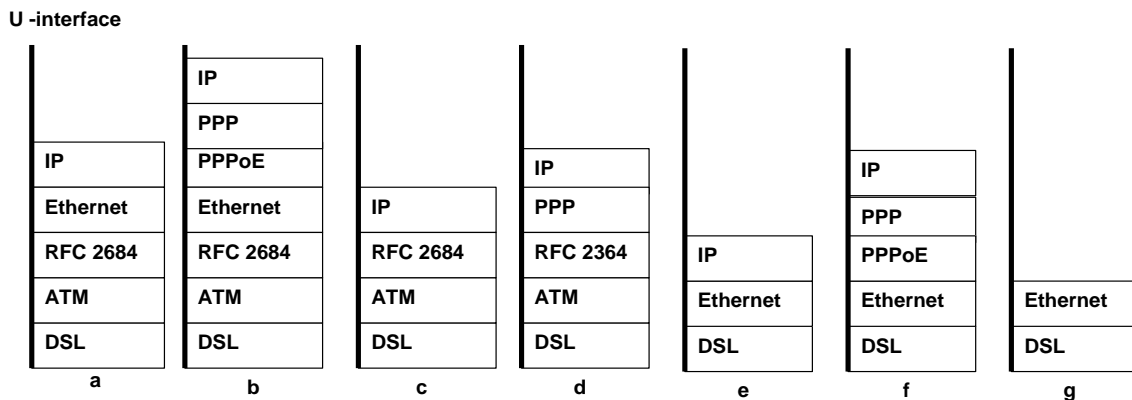 U -interface
IP
Ethernet
RFC 2684
ATM
DSL
a
IP
PPP
PPPoE
Ethernet
RFC 2684
ATM
DSL
b
IP
RFC 2684
ATM
DSL
c
IP
PPP
RFC 2364
ATM
DSL
d
IP
Ethernet
DSL
e
IP
PPP
PPPoE
Ethernet
DSL
f
Ethernet
DSL
g